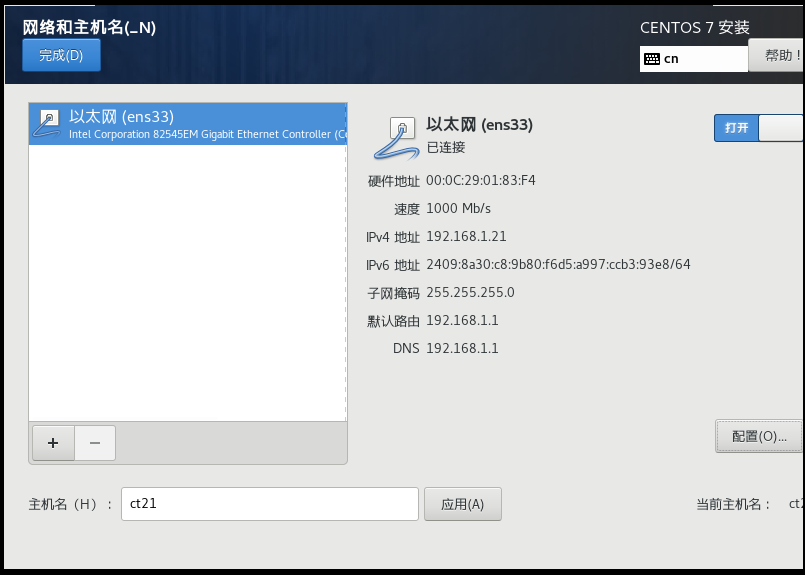 网络和主机名(_N)
CENTOS 7 安装
完成(D)
cn
帮助！
以太网 (ens33)
Intel Corporation 82545EM Gigabit Ethernet Controller (Co
以太网 (ens33)
已连接
打开
硬件地址 00:0C:29:01:83:F4
速度 1000 Mb/s
IPv4 地址 192.168.1.21
IPv6 地址 2409:8a30:c8:9b80:f6d5:a997:ccb3:93e8/64
子网掩码 255.255.255.0
默认路由 192.168.1.1
DNS 192.168.1.1
+ −
配置(O)...
主机名（H）： ct21 应用(A) 当前主机名： ct2